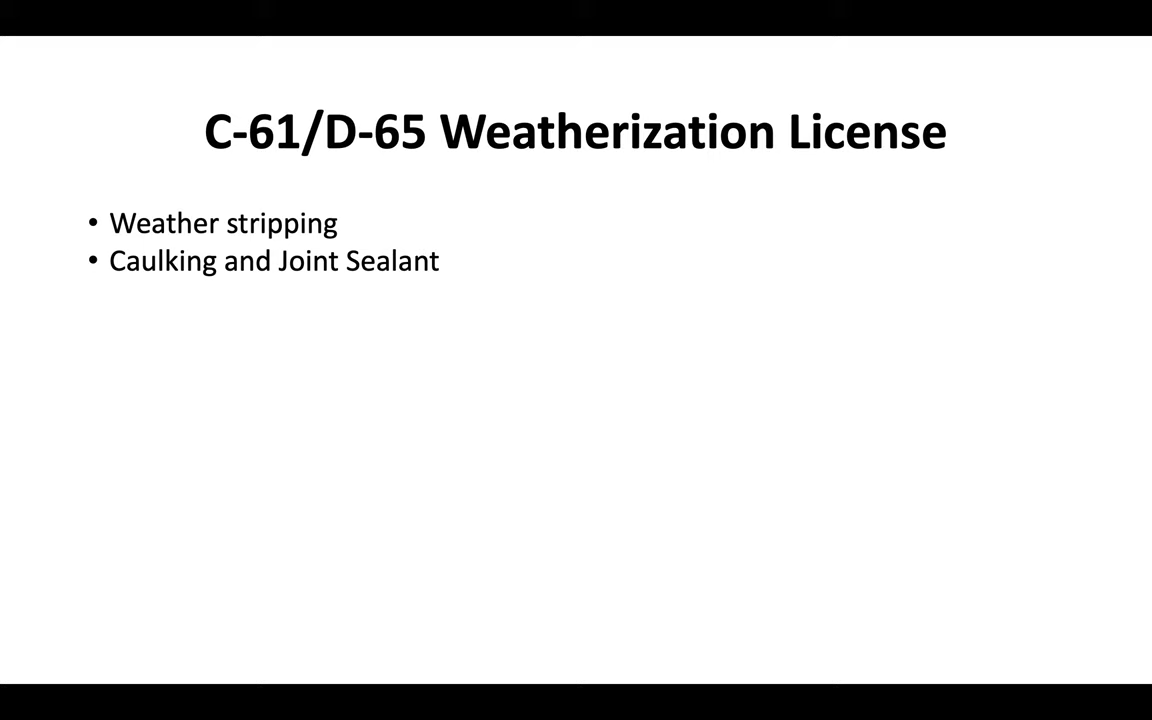 C-61/D-65 Weatherization License
• Weather stripping
• Caulking and Joint Sealant